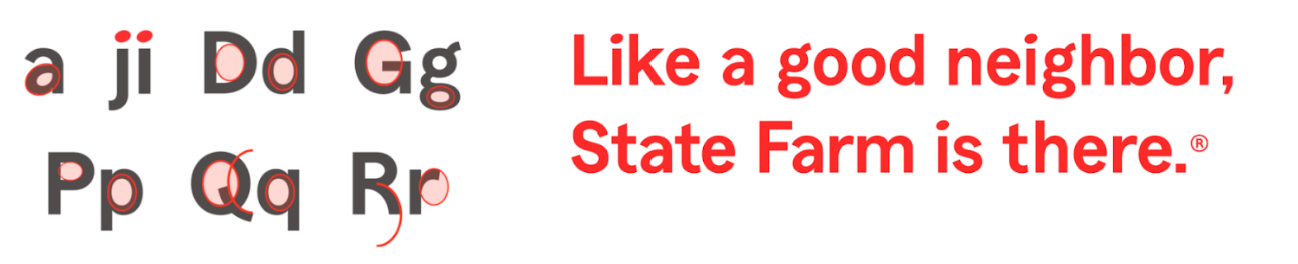 a ji Dd Gg
Pp Qq Rr
Like a good neighbor,
State Farm is there.®